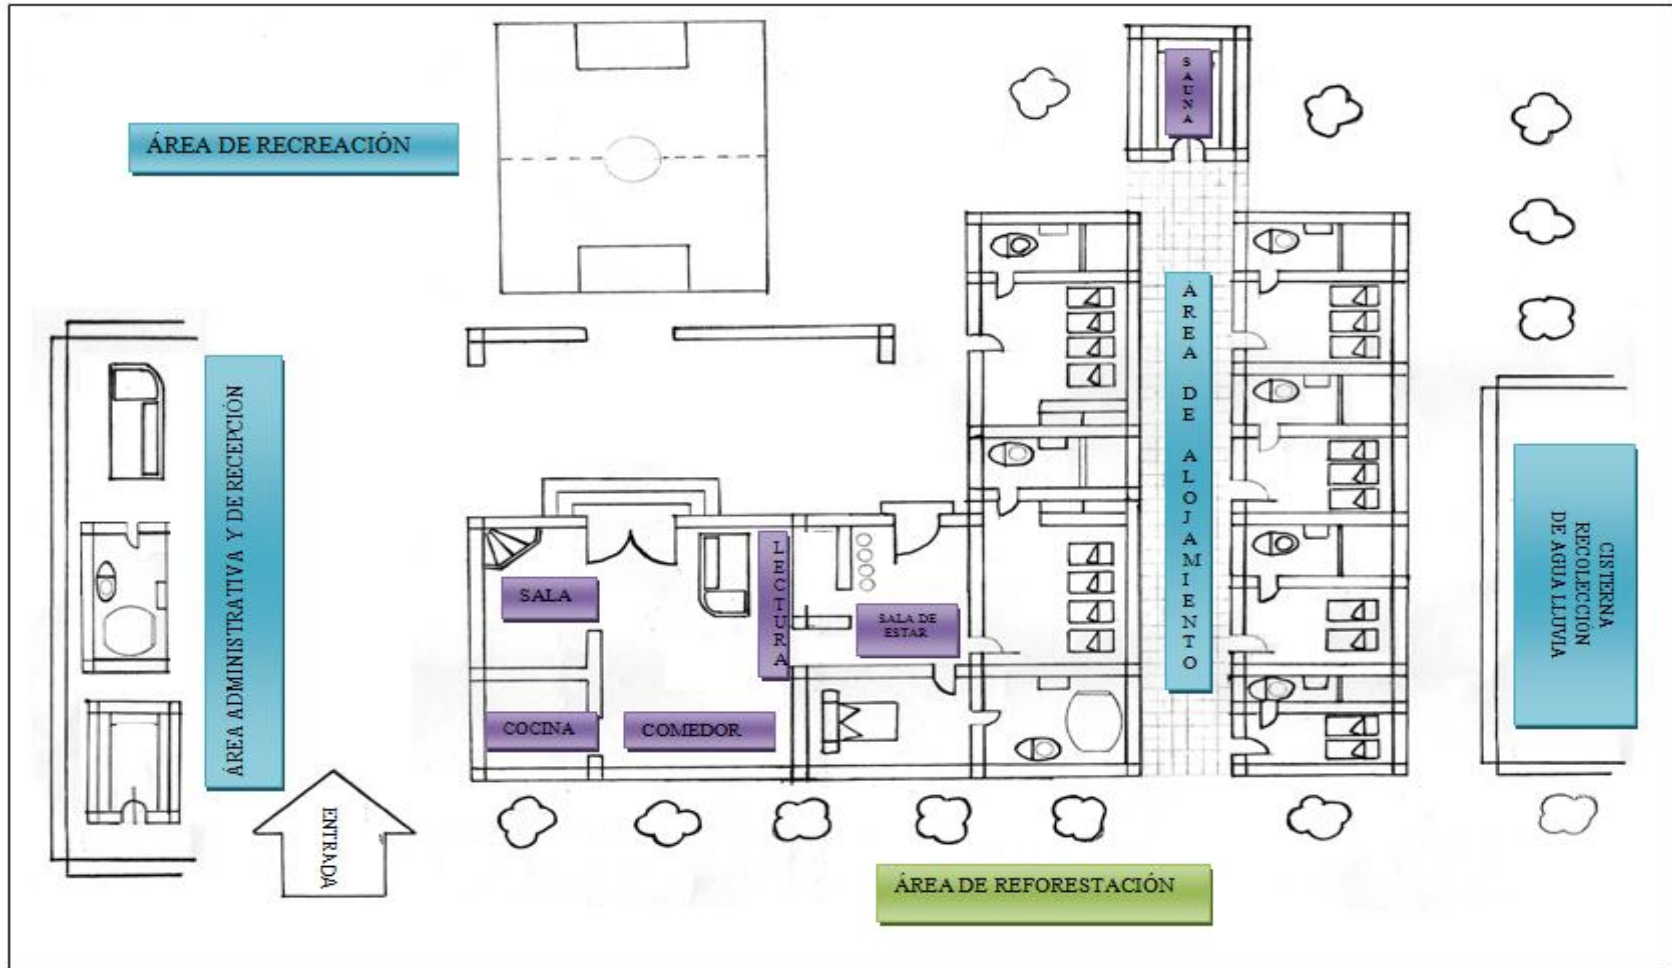 SAUNA
ÁREA DE RECREACIÓN
ÁREA DE ALOJAMIENTO
ÁREA ADMINISTRATIVA Y DE RECEPCIÓN
CISTERNA
RECOLECCIÓN
DE AGUA LLUVIA
LECTURA
SALA
SALA DE
ESTAR
COCINA
COMEDOR
ENTRADA
ÁREA DE REFORESTACIÓN